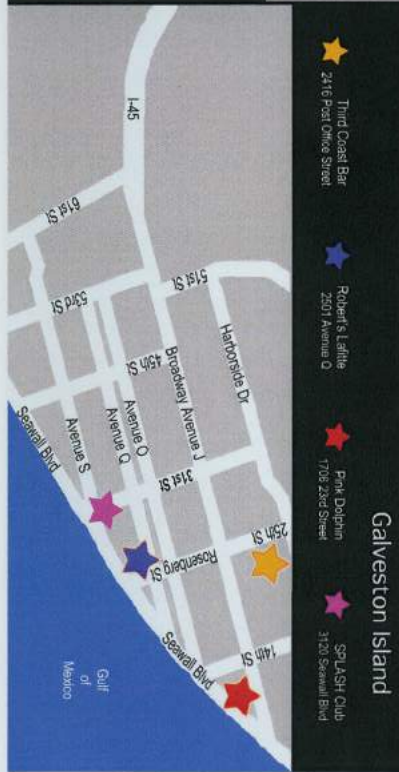 Galveston Island
Third Coast Bar
2416 Post Office Street
Robert's Lafitte
2501 Avenue Q
Pink Dolphin
1706 23rd Street
SPLASH Club
3120 Seawall Blvd
I-45
61st St
53rd St
51st St
45th St
Harborside Dr
Broadway Avenue J
Avenue O
Avenue Q
Avenue S
Seawall Blvd
31st St
25th St
Rosenberg St
14th St
Seawall Blvd
Gulf
of
Mexico